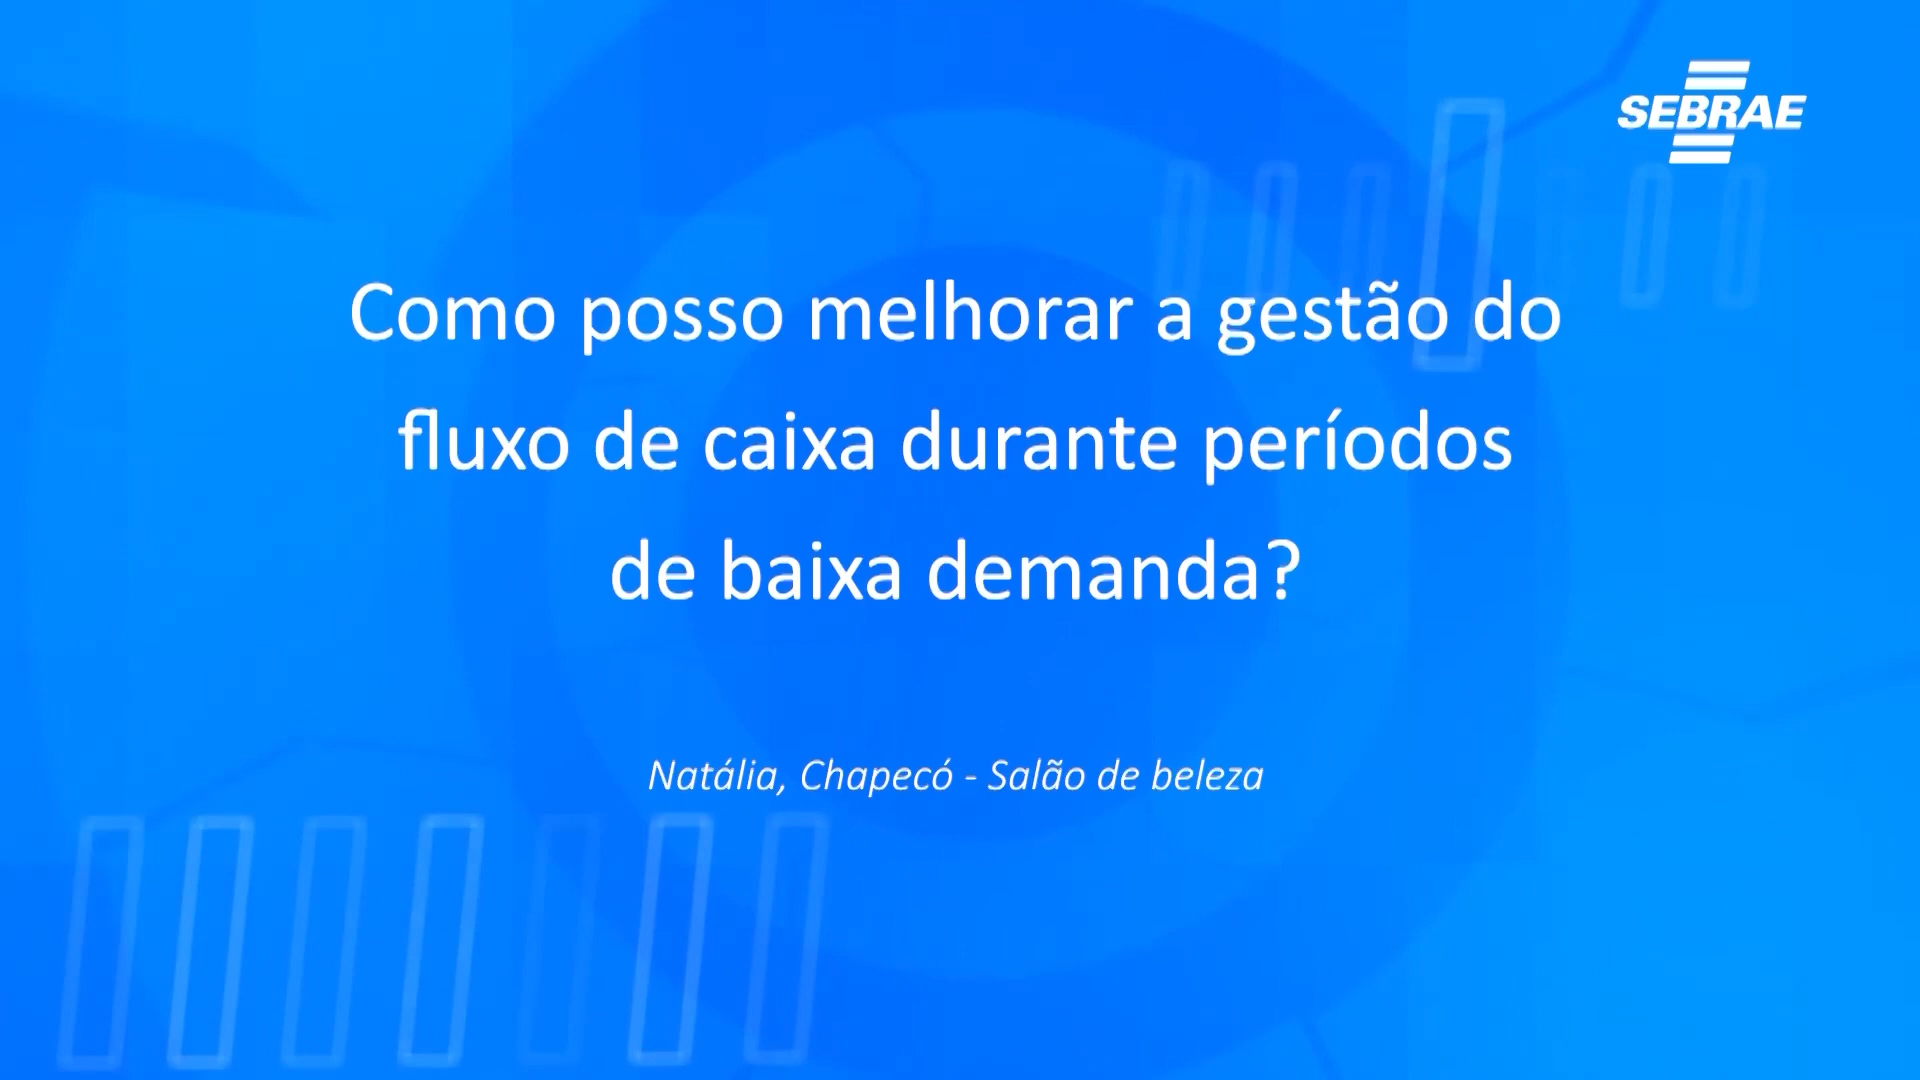 SEBRAE
Como posso melhorar a gestão do
fluxo de caixa durante períodos
de baixa demanda?
Natália, Chapecó - Salão de beleza